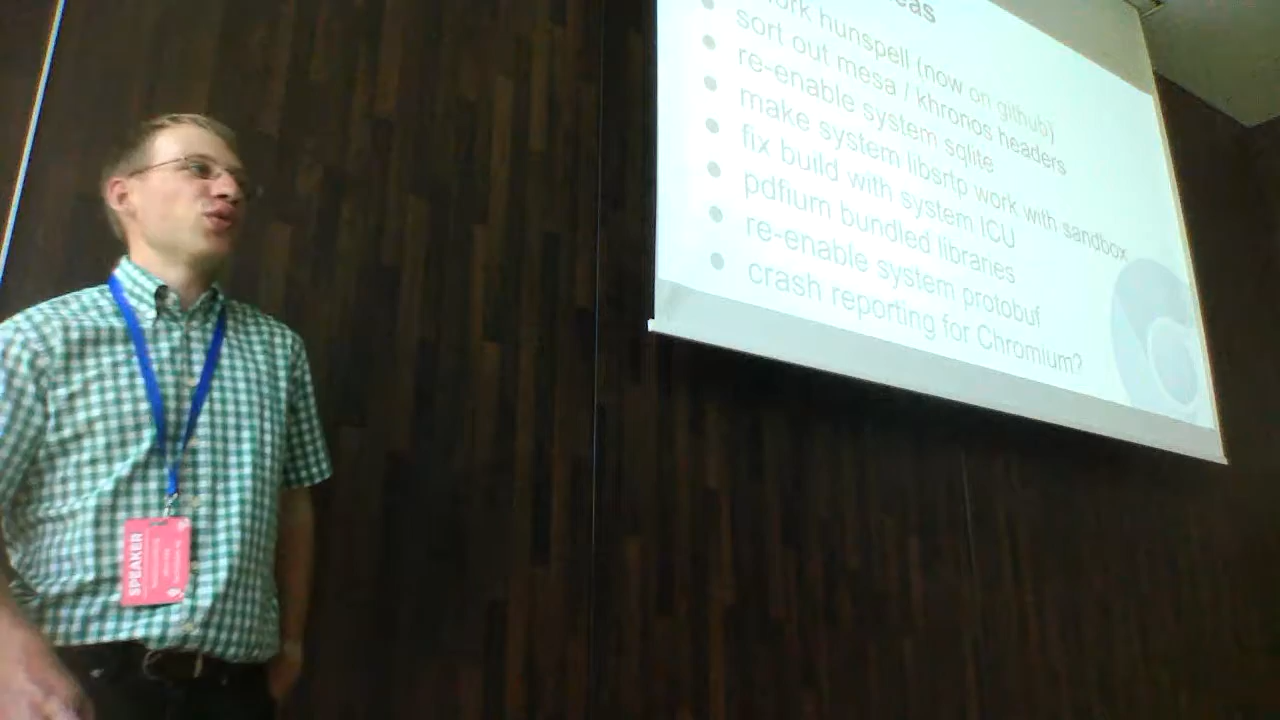 eas
ork hunspell (now on github)
sort out mesa / khronos headers
re-enable system sqlite
make system libsrtp work with sandbox
fix build with system ICU
pdfium bundled libraries
re-enable system protobuf
crash reporting for Chromium?
SPEAKER